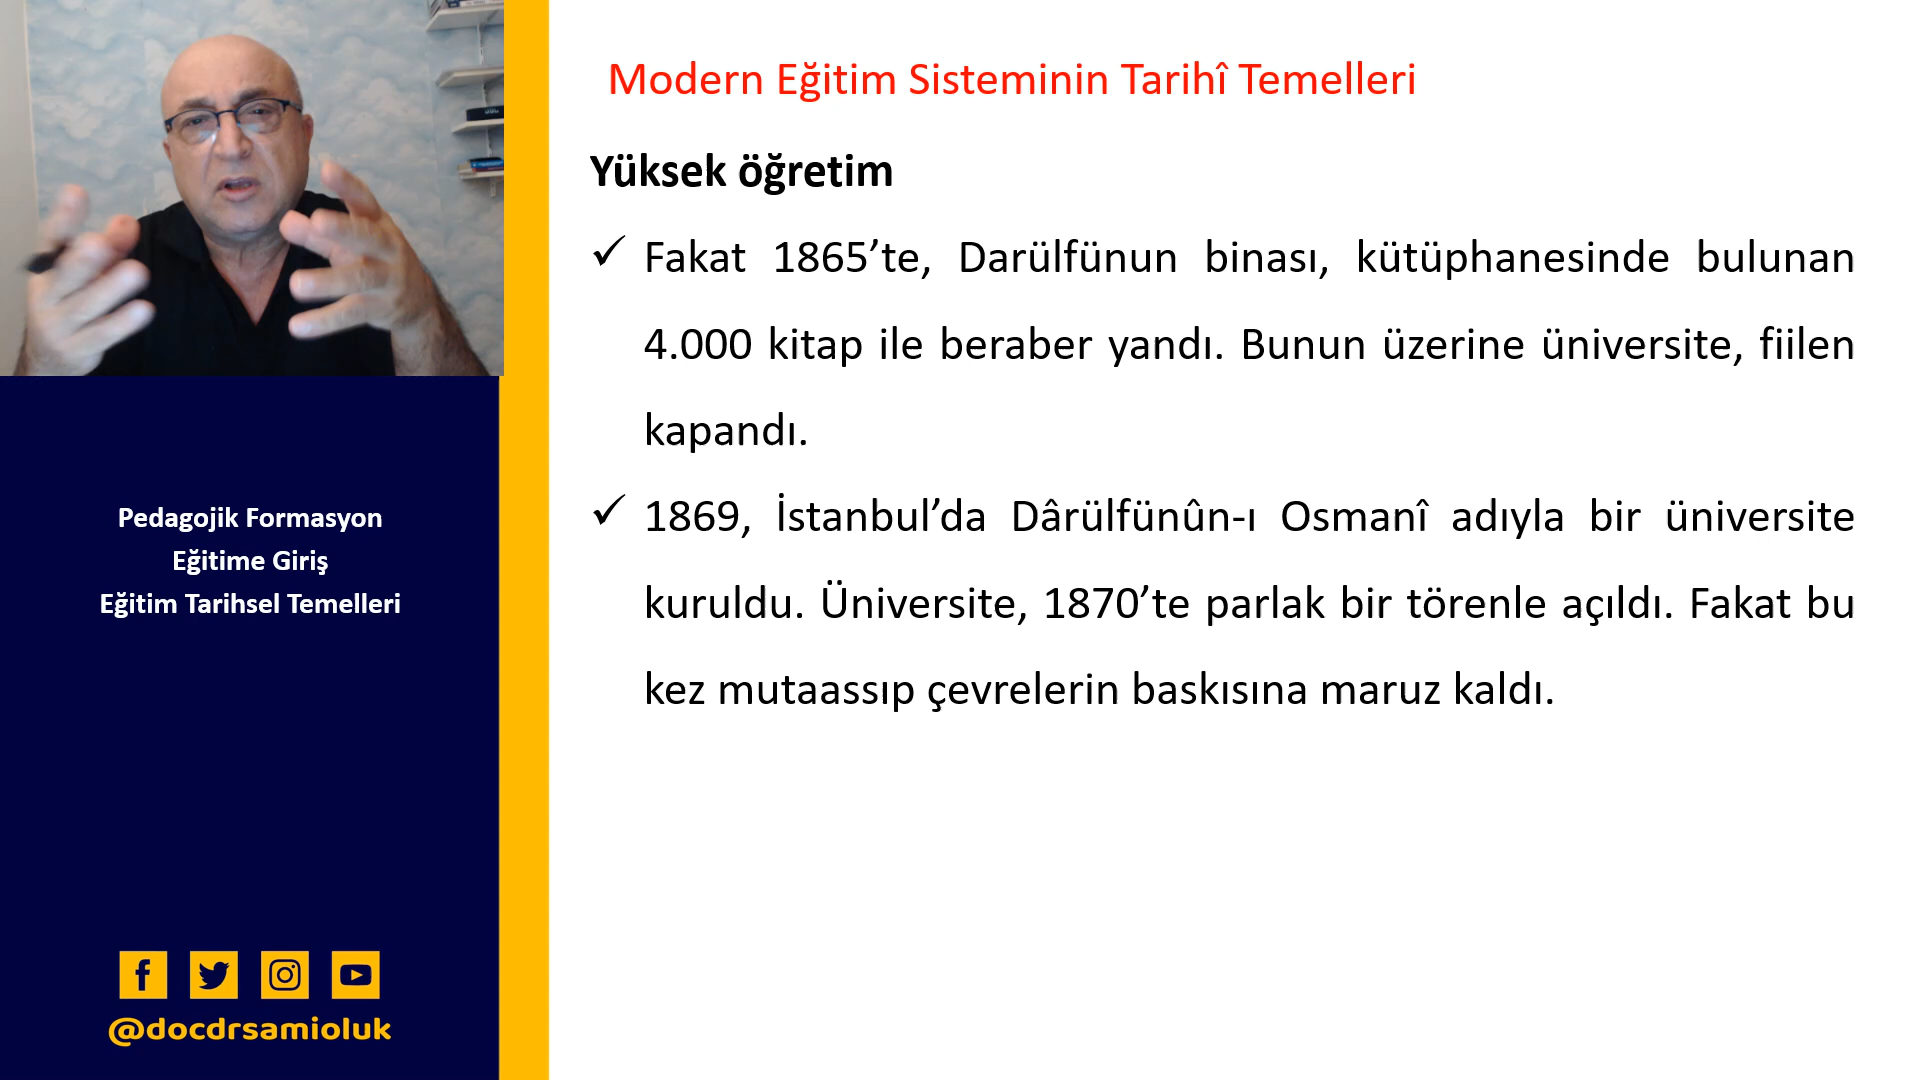 Modern Eğitim Sisteminin Tarihî Temelleri
Yüksek öğretim
✓ Fakat 1865’te, Darülfünun binası, kütüphanesinde bulunan
4.000 kitap ile beraber yandı. Bunun üzerine üniversite, fiilen
kapandı.
✓ 1869, İstanbul’da Dârülfünûn-ı Osmanî adıyla bir üniversite
kuruldu. Üniversite, 1870’te parlak bir törenle açıldı. Fakat bu
kez mutaassıp çevrelerin baskısına maruz kaldı.
Pedagojik Formasyon
Eğitime Giriş
Eğitim Tarihsel Temelleri
@docdrsamioluk